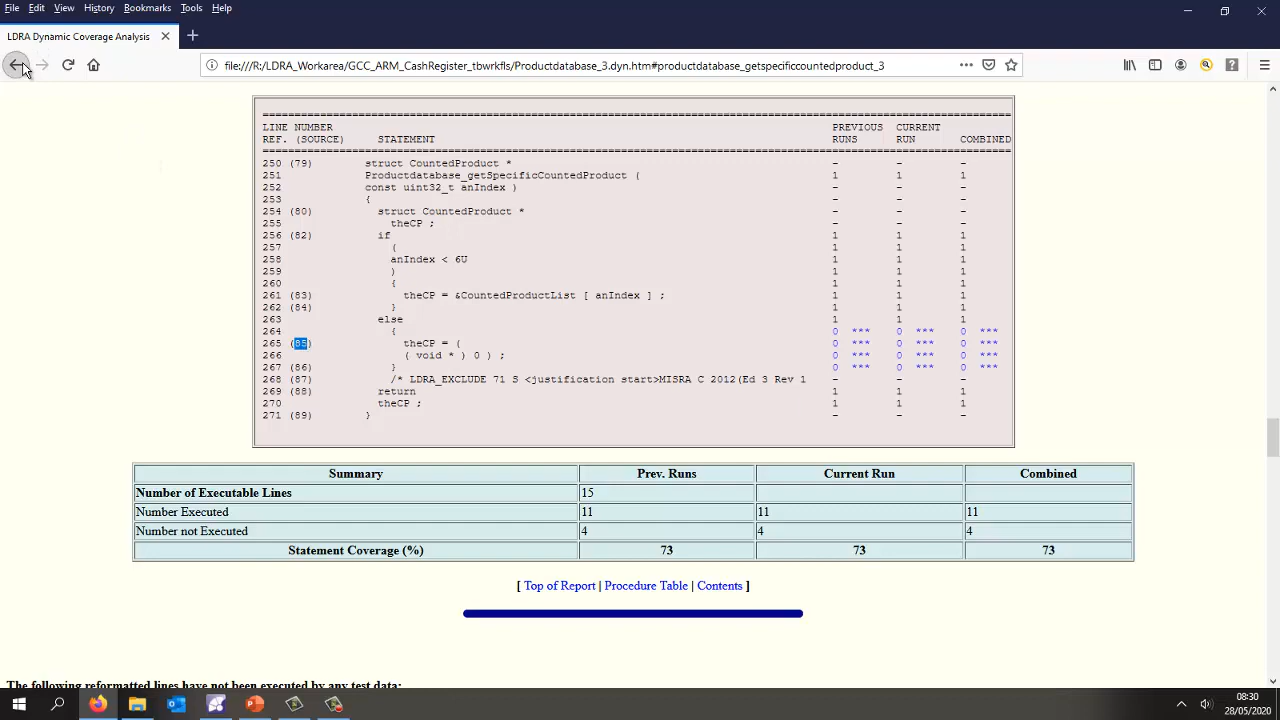 File Edit View History Bookmarks Tools Help
LDRA Dynamic Coverage Analysis
file:///R:/LDRA_Workarea/GCC_ARM_CashRegister_tbwrkfls/Productdatabase_3.dyn.htm#productdatabase_getspecificcountedproduct_3
LINE NUMBER PREVIOUS CURRENT
REF. (SOURCE) STATEMENT RUNS RUN COMBINED
250 (79) struct CountedProduct * - - -
251 Productdatabase_getSpecificCountedProduct ( 1 1 1
252 const uint32_t anIndex ) - - -
253 { - - -
254 (80) struct CountedProduct * - - -
255 theCP ; - - -
256 (82) if 1 1 1
257 ( 1 1 1
258 anIndex < 6U 1 1 1
259 ) 1 1 1
260 { 1 1 1
261 (83) theCP = &CountedProductList [ anIndex ] ; 1 1 1
262 (84) } 1 1 1
263 else 1 1 1
264 { 0 *** 0 *** 0 ***
265 (85) theCP = ( 0 *** 0 *** 0 ***
266 ( void * ) 0 ) ; 0 *** 0 *** 0 ***
267 (86) } 0 *** 0 *** 0 ***
268 (87) /* LDRA_EXCLUDE 71 S <justification start>MISRA C 2012(Ed 3 Rev 1 - - -
269 (88) return 1 1 1
270 theCP ; 1 1 1
271 (89) } - - -
Summary Prev. Runs Current Run Combined
Number of Executable Lines 15
Number Executed 11 11 11
Number not Executed 4 4 4
Statement Coverage (%) 73 73 73
[ Top of Report | Procedure Table | Contents ]
The following reformatted lines have not been executed by any test data:
08:30
28/05/2020